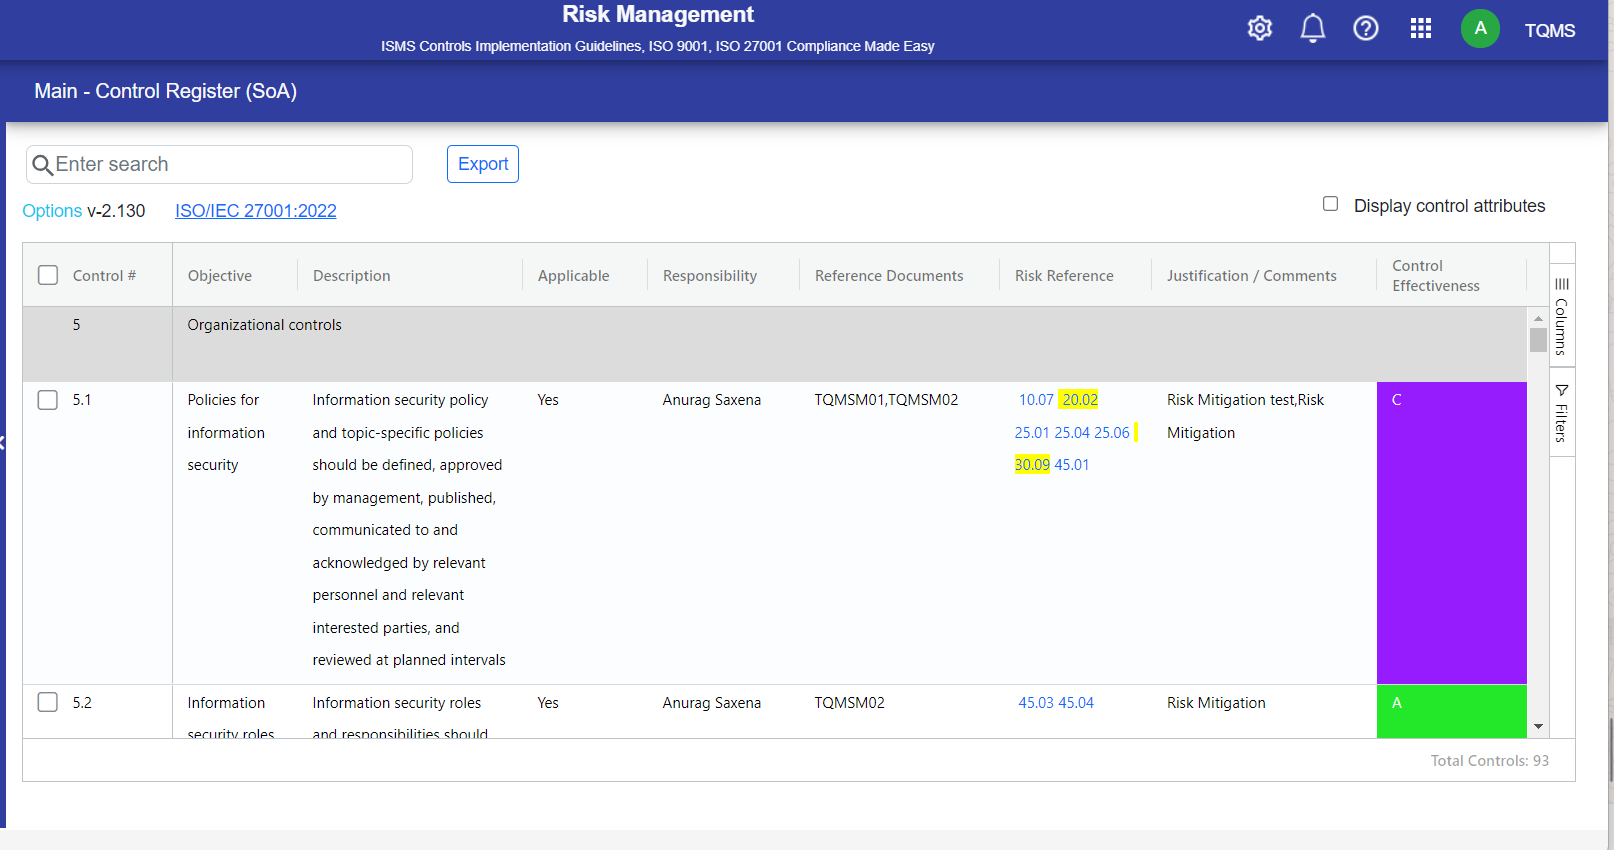 Risk Management
ISMS Controls Implementation Guidelines, ISO 9001, ISO 27001 Compliance Made Easy
A
TQMS
Main - Control Register (SoA)
Enter search
Export
Options v-2.130
ISO/IEC 27001:2022
Display control attributes
Control #
Objective
Description
Applicable
Responsibility
Reference Documents
Risk Reference
Justification / Comments
Control
Effectiveness
Columns
Filters
5
Organizational controls
5.1
Policies for
information
security
Information security policy
and topic-specific policies
should be defined, approved
by management, published,
communicated to and
acknowledged by relevant
personnel and relevant
interested parties, and
reviewed at planned intervals
Yes
Anurag Saxena
TQMSM01,TQMSM02
10.07 20.02
25.01 25.04 25.06
30.09 45.01
Risk Mitigation test,Risk
Mitigation
C
5.2
Information
security roles
Information security roles
and responsibilities should
Yes
Anurag Saxena
TQMSM02
45.03 45.04
Risk Mitigation
A
Total Controls: 93